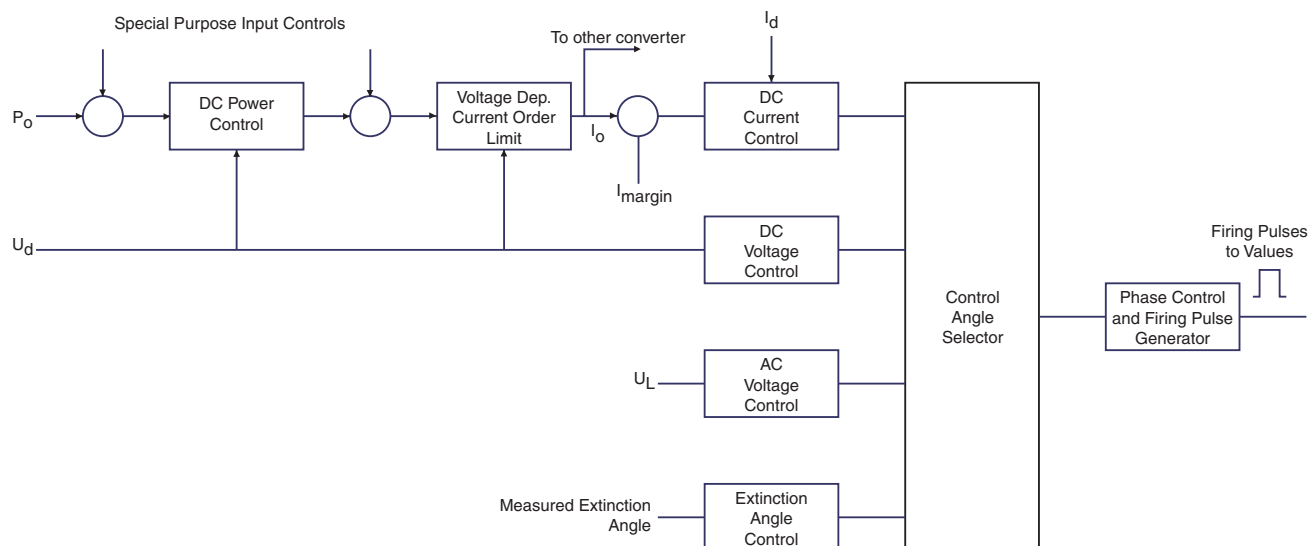 Special Purpose Input Controls
To other converter
I_d
P_o
DC Power
Control
Voltage Dep.
Current Order
Limit
I_o
DC
Current
Control
I_margin
U_d
DC
Voltage
Control
Firing Pulses
to Values
Control
Angle
Selector
Phase Control
and Firing Pulse
Generator
U_L
AC
Voltage
Control
Measured Extinction
Angle
Extinction
Angle
Control